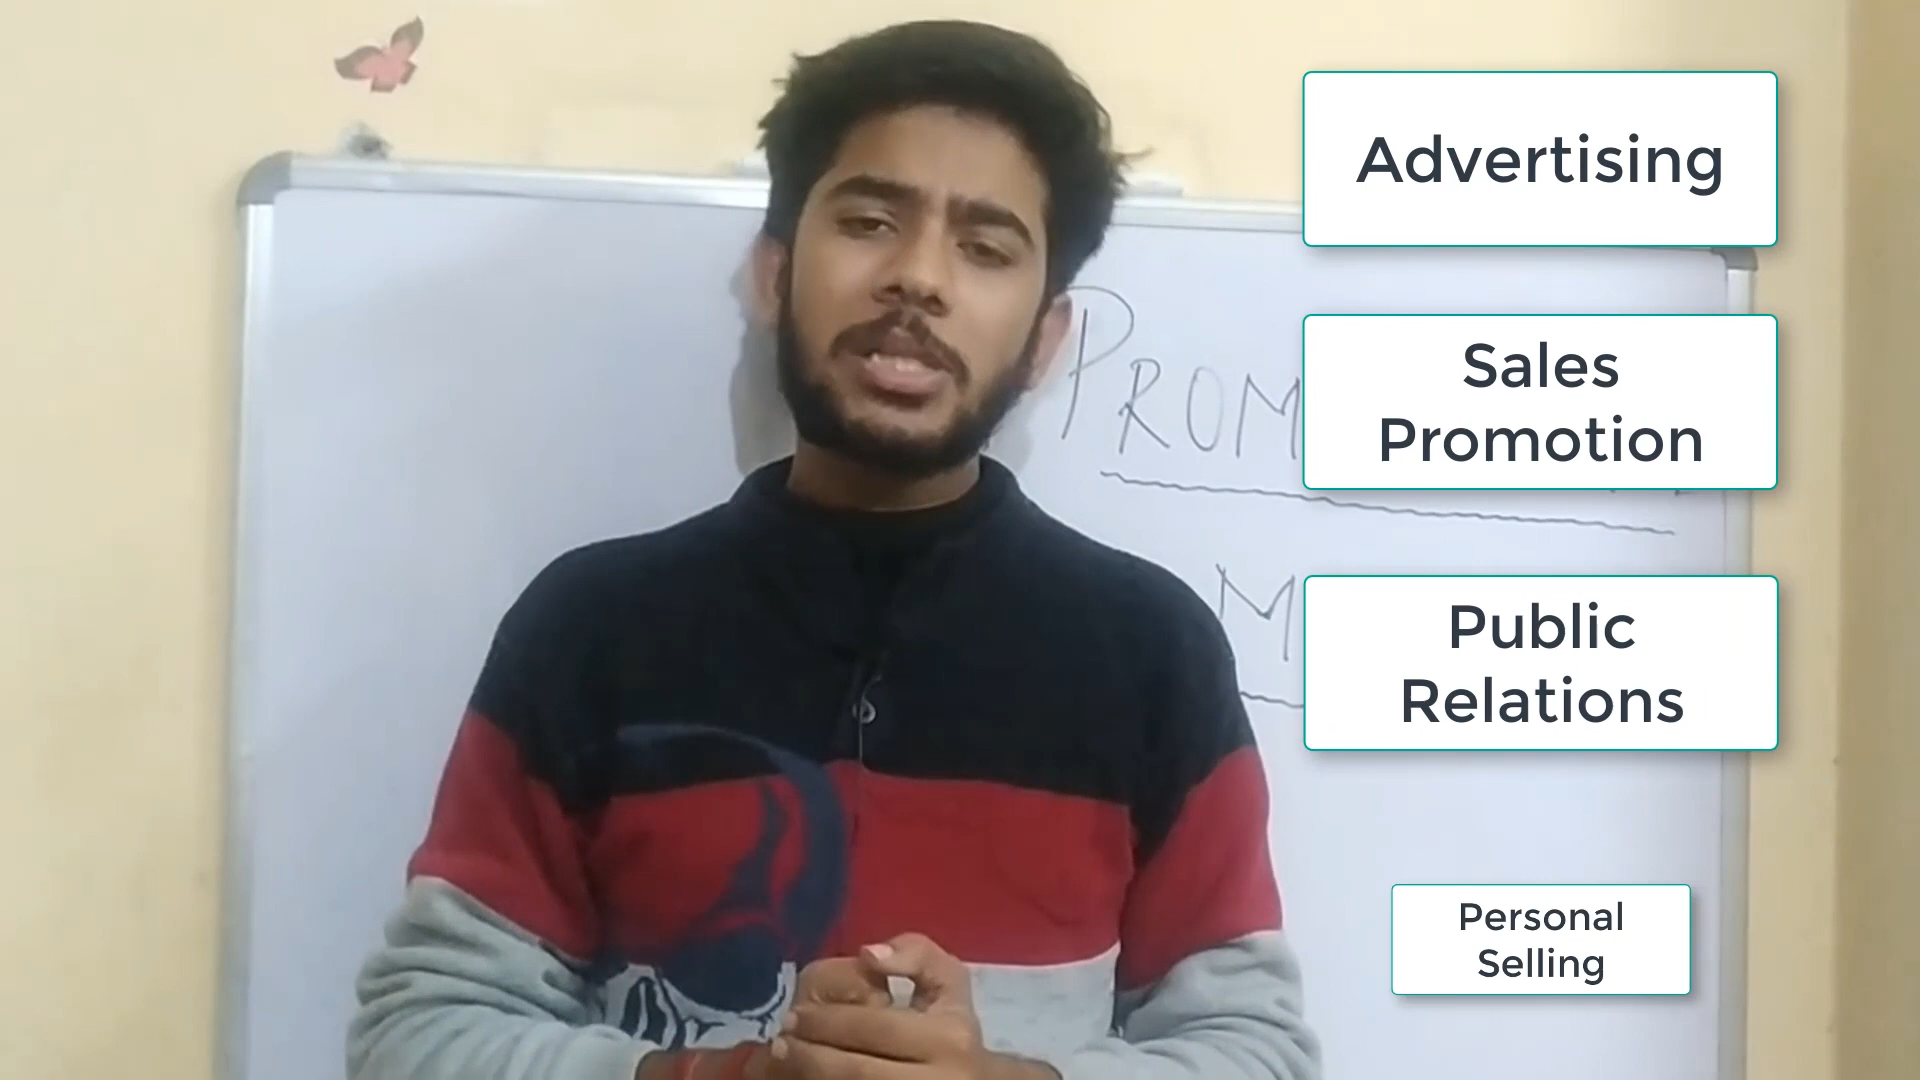 Advertising
Sales
Promotion
PROM
Public
Relations
M
Personal
Selling